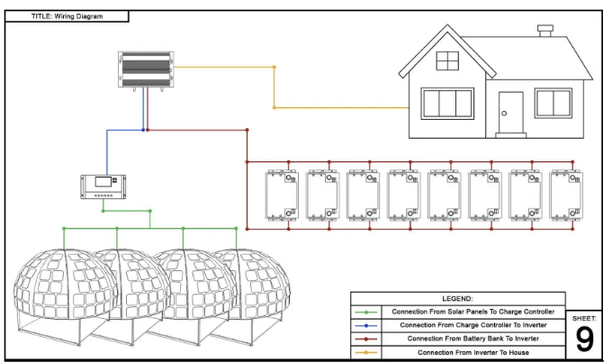 TITLE: Wiring Diagram
LEGEND:
Connection From Solar Panels To Charge Controller
Connection From Charge Controller To Inverter
Connection From Battery Bank To Inverter
Connection From Inverter To House
SHEET:
9